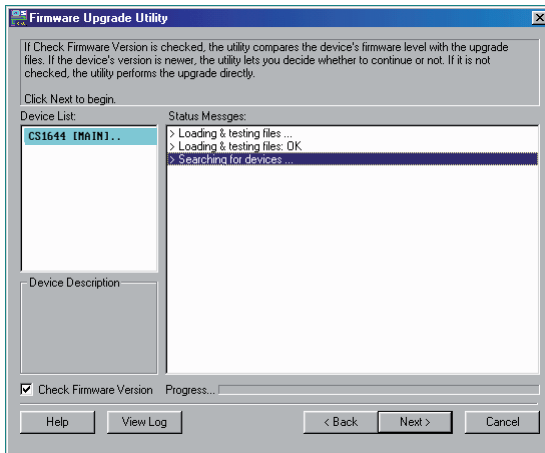 Firmware Upgrade Utility
If Check Firmware Version is checked, the utility compares the device's firmware level with the upgrade
files. If the device's version is newer, the utility lets you decide whether to continue or not. If it is not
checked, the utility performs the upgrade directly.
Click Next to begin.
Device List:
Status Messges:
CS1644 [MAIN]..
> Loading & testing files ...
> Loading & testing files: OK
> Searching for devices ...
Device Description
Check Firmware Version
Progress...
Help
View Log
< Back
Next >
Cancel